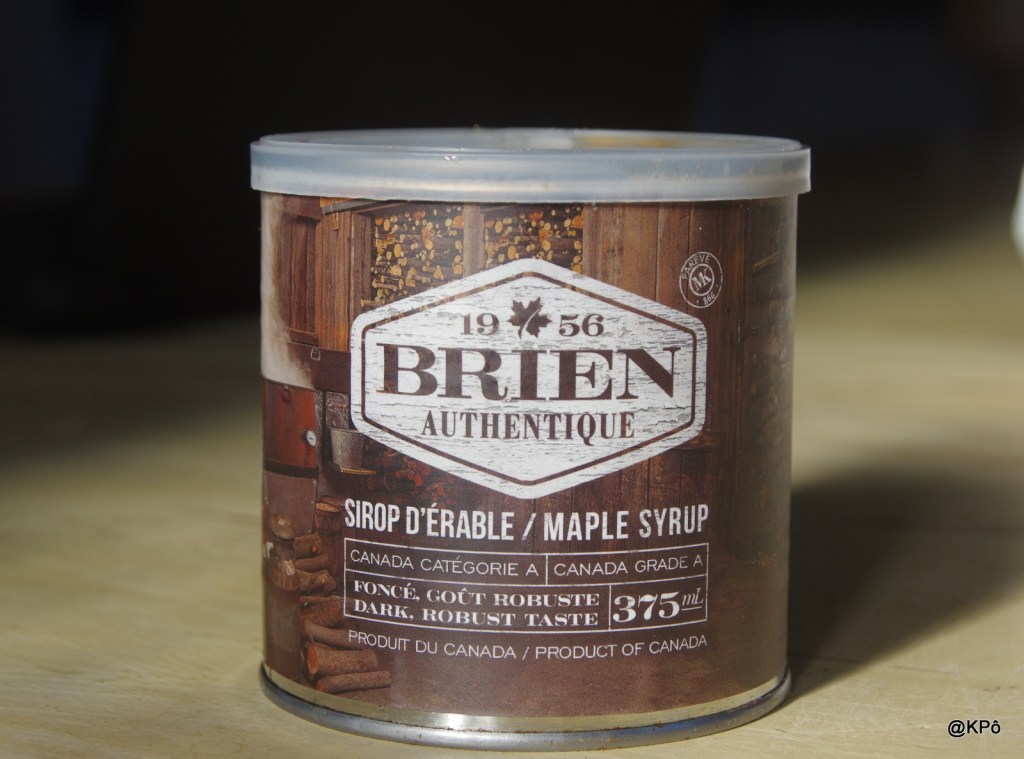 MK
19 56
BRIEN
AUTHENTIQUE
SIROP D'ÉRABLE / MAPLE SYRUP
CANADA CATÉGORIE A CANADA GRADE A
FONCÉ, GOÛT ROBUSTE
DARK, ROBUST TASTE
375 mL
PRODUIT DU CANADA / PRODUCT OF CANADA
@KPô